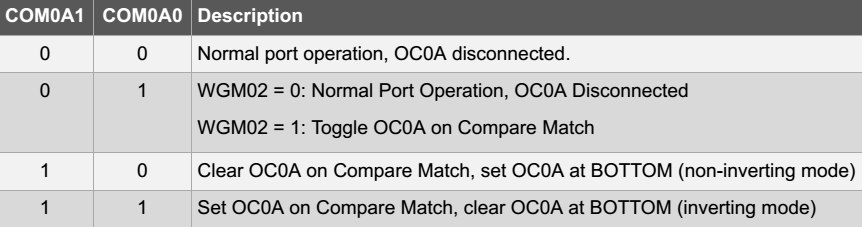 COM0A1 COM0A0 Description
0 0 Normal port operation, OC0A disconnected.
0 1 WGM02 = 0: Normal Port Operation, OC0A Disconnected
WGM02 = 1: Toggle OC0A on Compare Match
1 0 Clear OC0A on Compare Match, set OC0A at BOTTOM (non-inverting mode)
1 1 Set OC0A on Compare Match, clear OC0A at BOTTOM (inverting mode)